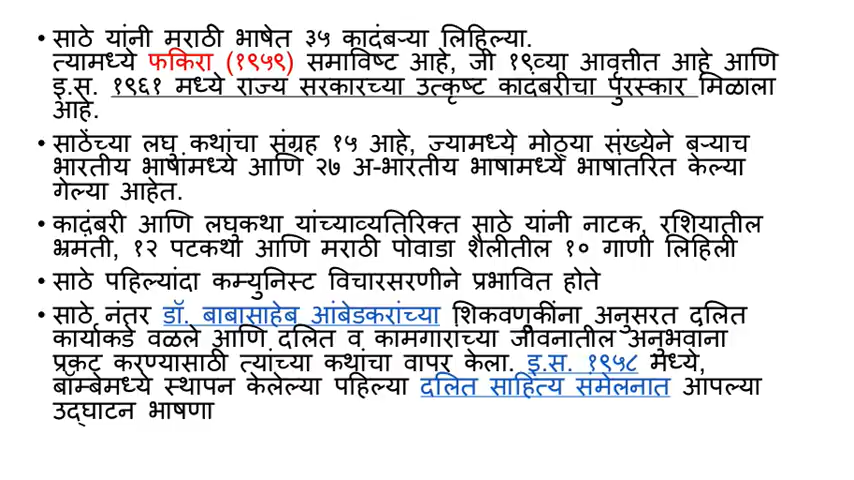 • साठे यांनी मराठी भाषेत ३५ कादंबऱ्या लिहिल्या.
त्यामध्ये फकिरा (१९५९) समाविष्ट आहे, जी १९व्या आवृत्तीत आहे आणि
इ.स. १९६१ मध्ये राज्य सरकारच्या उत्कृष्ट कादंबरीचा पुरस्कार मिळाला
आहे.
• साठेंच्या लघु कथांचा संग्रह १५ आहे, ज्यामध्ये मोठ्या संख्येने बऱ्याच
भारतीय भाषांमध्ये आणि २७ अ-भारतीय भाषांमध्ये भाषांतरित केल्या
गेल्या आहेत.
• कादंबरी आणि लघुकथा यांच्याव्यतिरिक्त साठे यांनी नाटक, रशियातील
भ्रमंती, १२ पटकथा आणि मराठी पोवाडा शैलीतील १० गाणी लिहिली
• साठे पहिल्यांदा कम्युनिस्ट विचारसरणीने प्रभावित होते
• साठे नंतर डॉ. बाबासाहेब आंबेडकरांच्या शिकवणुकींना अनुसरत दलित
कार्याकडे वळले आणि दलित व कामगारांच्या जीवनातील अनुभवांना
प्रकट करण्यासाठी त्यांच्या कथांचा वापर केला. इ.स. १९५८ मध्ये,
बॉम्बेमध्ये स्थापन केलेल्या पहिल्या दलित साहित्य संमेलनात आपल्या
उद्‌घाटन भाषणा